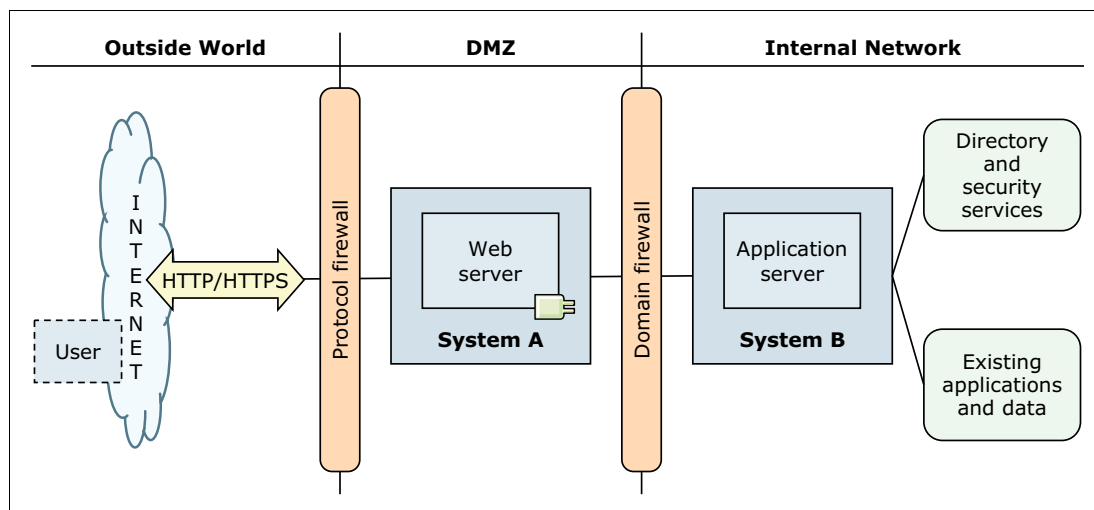 Outside World
DMZ
Internal Network
INTERNET
User
HTTP/HTTPS
Protocol firewall
Web
server
System A
Domain firewall
Application
server
System B
Directory
and
security
services
Existing
applications
and data